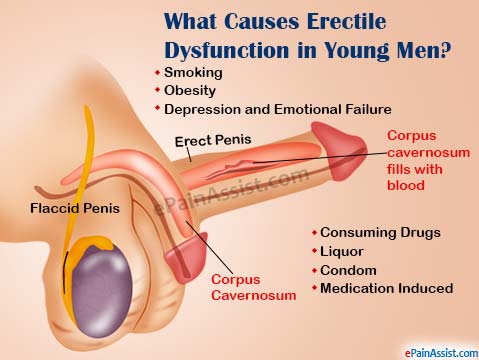 What Causes Erectile
Dysfunction in Young Men?
Smoking
Obesity
Depression and Emotional Failure
Erect Penis
Corpus
cavernosum
fills with
blood
ePainAssist.com
Flaccid Penis
Corpus
Cavernosum
Consuming Drugs
Liquor
Condom
Medication Induced
ePainAssist.com